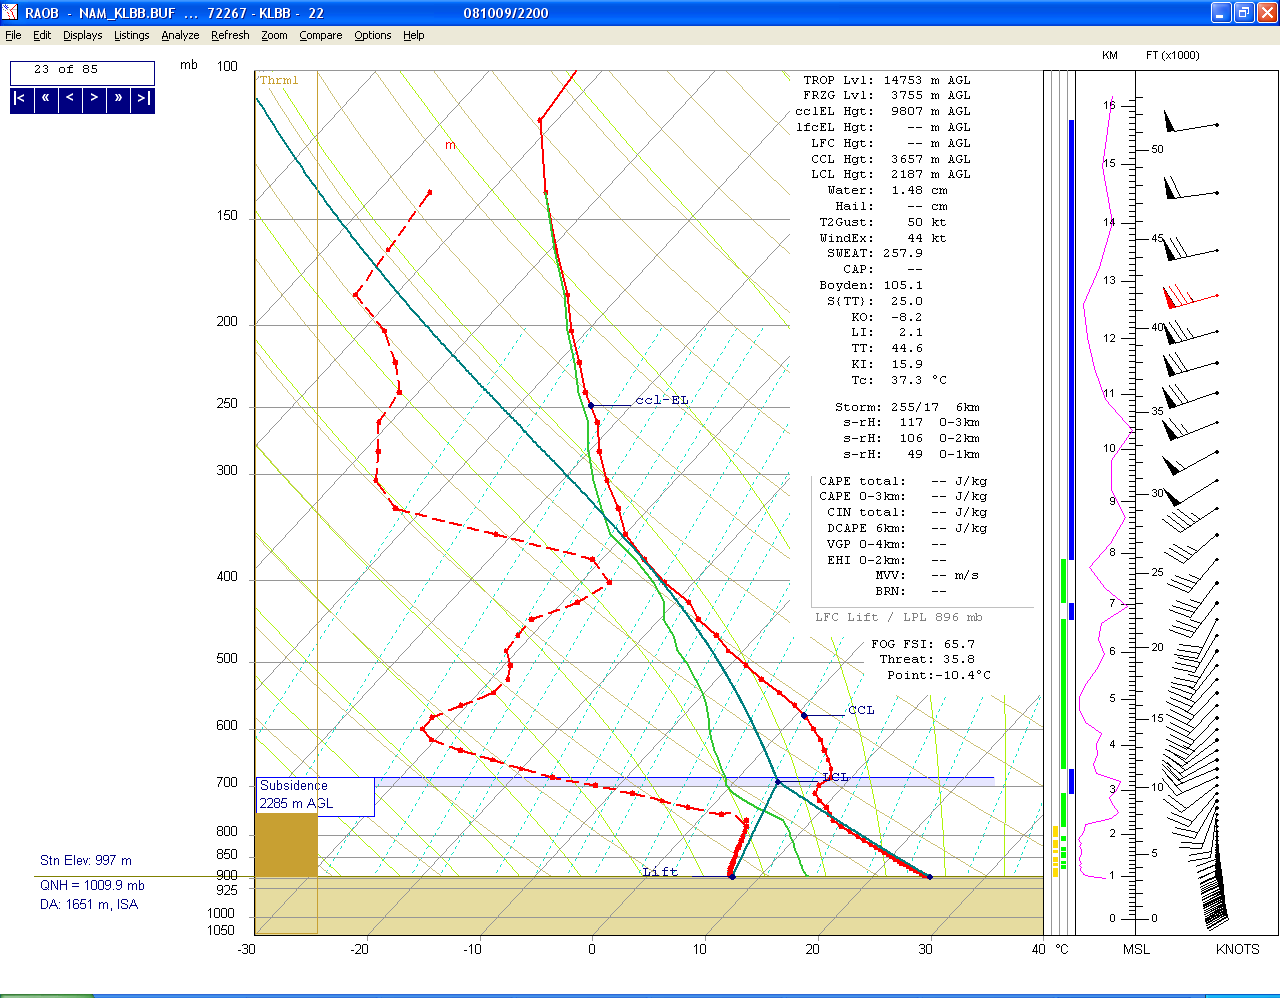 RAOB - NAM_KLBB.BUF ... 72267 - KLBB - 22 081009/2200
File Edit Displays Listings Analyze Refresh Zoom Compare Options Help
23 of 85
|< « < > » >|
mb
KM FT (x1000)
Thrml
m
100
150
200
250
300
400
500
600
700
800
850
900
925
1000
1050
TROP Lvl: 14753 m AGL
FRZG Lvl: 3755 m AGL
cclEL Hgt: 9807 m AGL
lfcEL Hgt: -- m AGL
LFC Hgt: -- m AGL
CCL Hgt: 3657 m AGL
LCL Hgt: 2187 m AGL
Water: 1.48 cm
Hail: -- cm
T2Gust: 50 kt
WindEx: 44 kt
SWEAT: 257.9
CAP: --
Boyden: 105.1
S{TT}: 25.0
KO: -8.2
LI: 2.1
TT: 44.6
KI: 15.9
Tc: 37.3 °C
Storm: 255/17 6km
s-rH: 117 0-3km
s-rH: 106 0-2km
s-rH: 49 0-1km
CAPE total: -- J/kg
CAPE 0-3km: -- J/kg
CIN total: -- J/kg
DCAPE 6km: -- J/kg
VGP 0-4km: --
EHI 0-2km: --
MVV: -- m/s
BRN: --
LFC Lift / LPL 896 mb
FOG FSI: 65.7
Threat: 35.8
Point:-10.4°C
ccl-EL
CCL
LCL
Lift
Subsidence
2285 m AGL
Stn Elev: 997 m
QNH = 1009.9 mb
DA: 1651 m, ISA
16
15
14
13
12
11
10
9
8
7
6
5
4
3
2
1
0
50
45
40
35
30
25
20
15
10
5
0
-30 -20 -10 0 10 20 30 40 °C MSL KNOTS